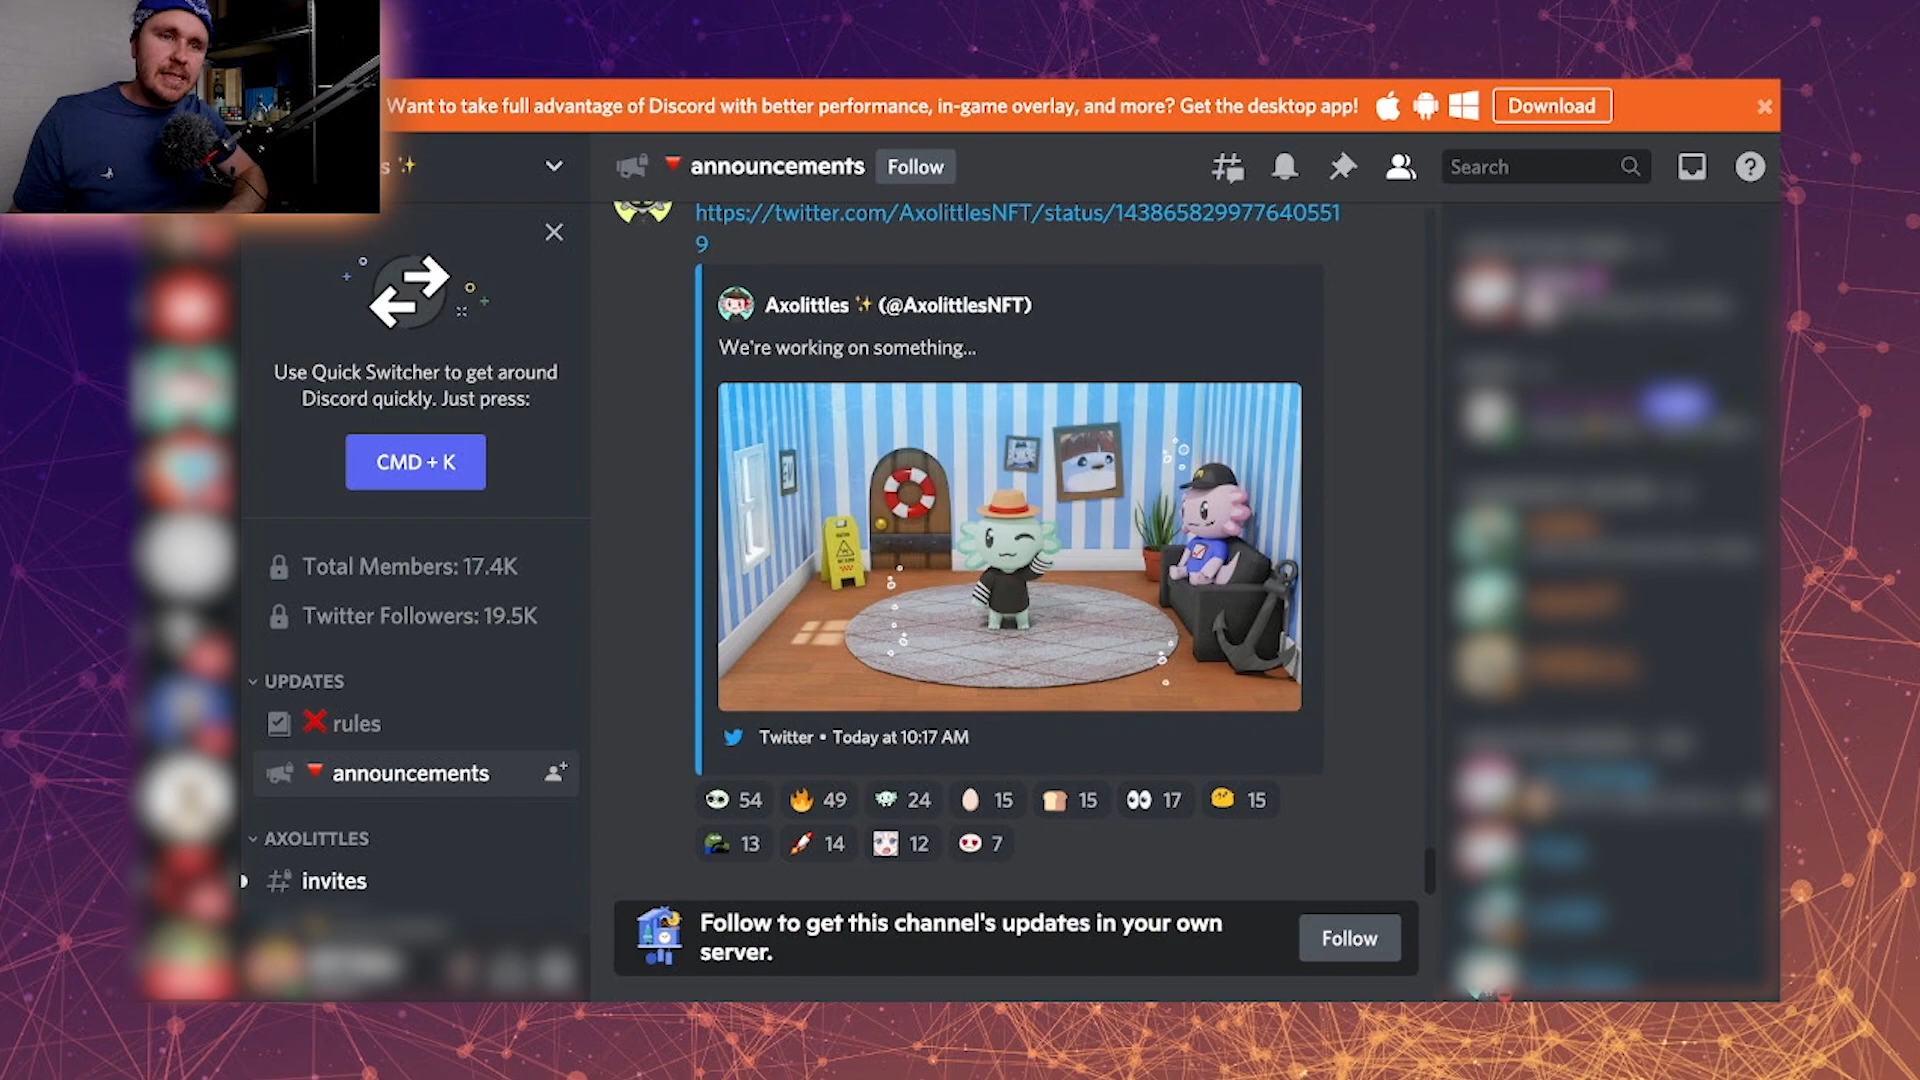 Want to take full advantage of Discord with better performance, in-game overlay, and more? Get the desktop app!
Download
s
announcements
Follow
Search
https://twitter.com/AxolittlesNFT/status/143865829977640551
9
Axolittles ✨ (@AxolittlesNFT)
We're working on something...
Twitter • Today at 10:17 AM
54
49
24
15
15
17
15
13
14
12
7
Follow to get this channel's updates in your own
server.
Follow
Use Quick Switcher to get around
Discord quickly. Just press:
CMD + K
Total Members: 17.4K
Twitter Followers: 19.5K
UPDATES
rules
announcements
AXOLITTLES
invites